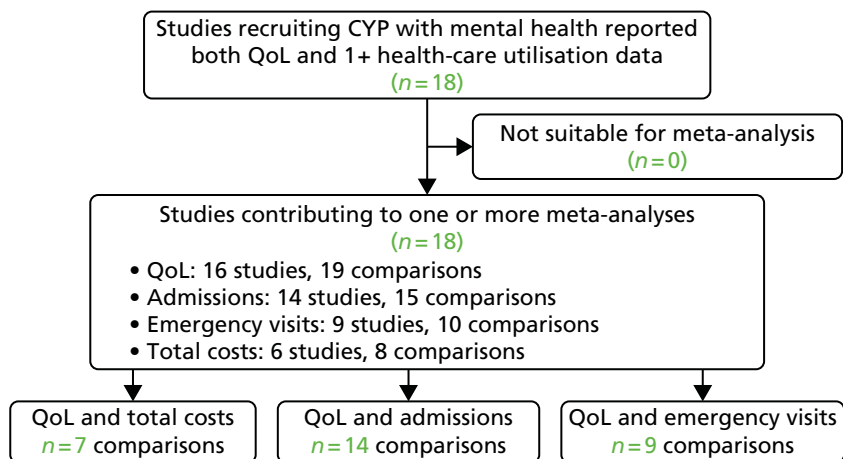 Studies recruiting CYP with mental health reported
both QoL and 1+ health-care utilisation data
(n=18)
Not suitable for meta-analysis
(n=0)
Studies contributing to one or more meta-analyses
(n=18)
• QoL: 16 studies, 19 comparisons
• Admissions: 14 studies, 15 comparisons
• Emergency visits: 9 studies, 10 comparisons
• Total costs: 6 studies, 8 comparisons
QoL and total costs
n=7 comparisons
QoL and admissions
n=14 comparisons
QoL and emergency visits
n=9 comparisons